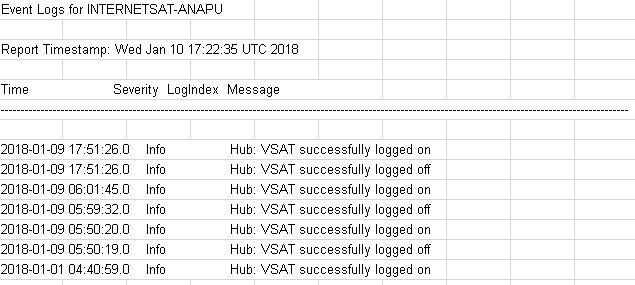 Event Logs for INTERNETSAT-ANAPU
Report Timestamp: Wed Jan 10 17:22:35 UTC 2018
Time Severity LogIndex Message
2018-01-09 17:51:26.0 Info Hub: VSAT successfully logged on
2018-01-09 17:51:26.0 Info Hub: VSAT successfully logged off
2018-01-09 06:01:45.0 Info Hub: VSAT successfully logged on
2018-01-09 05:59:32.0 Info Hub: VSAT successfully logged off
2018-01-09 05:50:20.0 Info Hub: VSAT successfully logged on
2018-01-09 05:50:19.0 Info Hub: VSAT successfully logged off
2018-01-01 04:40:59.0 Info Hub: VSAT successfully logged on